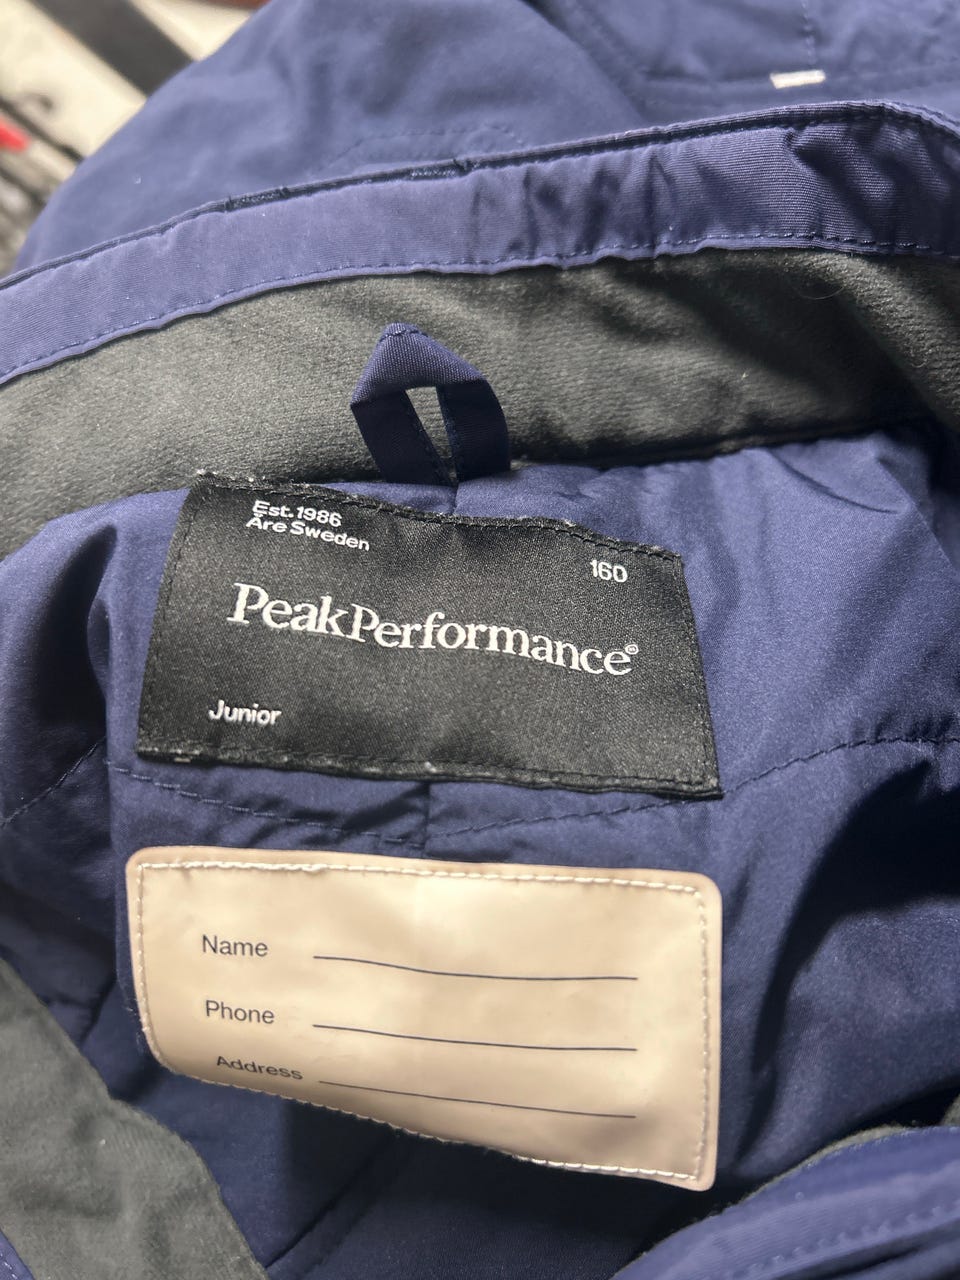 Est. 1986
Åre Sweden
160
PeakPerformance®
Junior
Name
Phone
Address